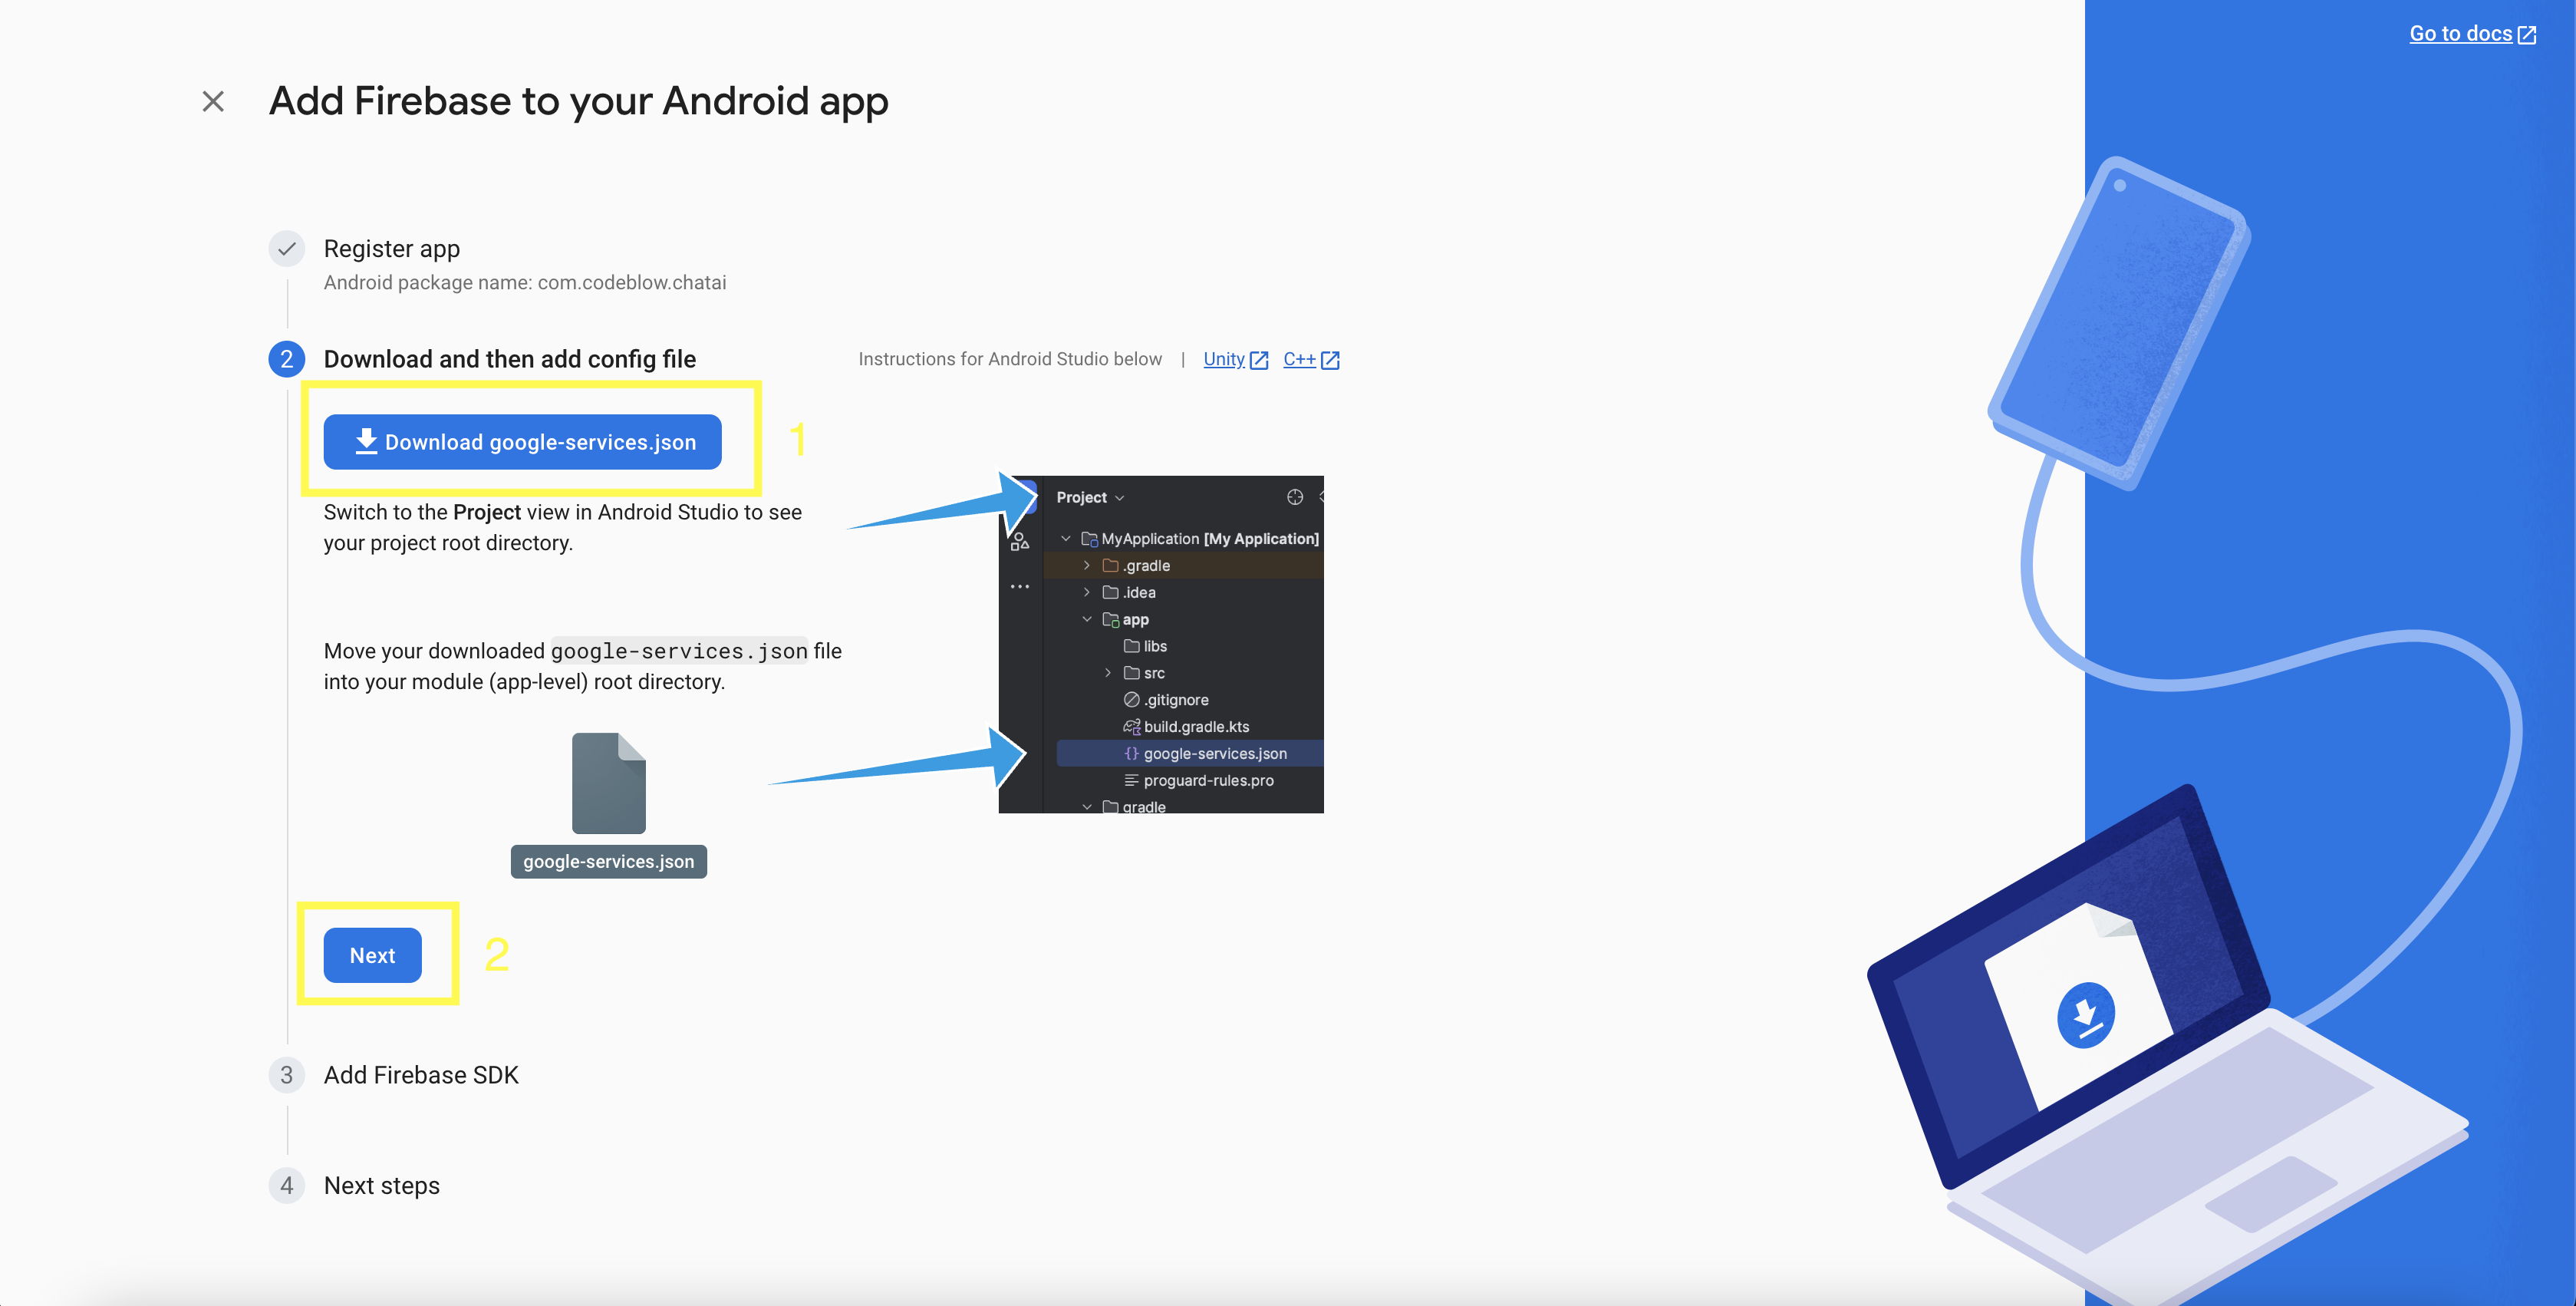 Go to docs
Add Firebase to your Android app
Register app
Android package name: com.codeblow.chatai
2 Download and then add config file
Instructions for Android Studio below | Unity C++
Download google-services.json
1
Switch to the Project view in Android Studio to see
your project root directory.
Move your downloaded google-services.json file
into your module (app-level) root directory.
google-services.json
Project
MyApplication [My Application]
.gradle
.idea
app
libs
src
.gitignore
build.gradle.kts
{} google-services.json
proguard-rules.pro
gradle
Next
2
3 Add Firebase SDK
4 Next steps